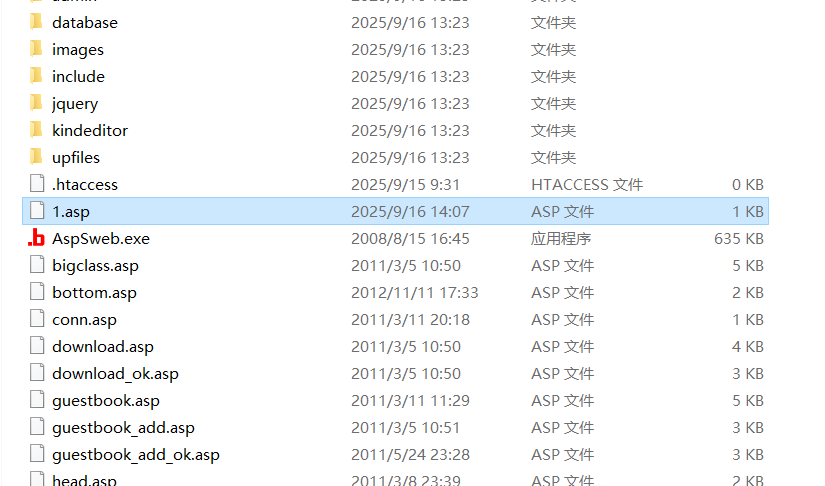 admin 2025/9/16 13:23 文件夹
database 2025/9/16 13:23 文件夹
images 2025/9/16 13:23 文件夹
include 2025/9/16 13:23 文件夹
jquery 2025/9/16 13:23 文件夹
kindeditor 2025/9/16 13:23 文件夹
upfiles 2025/9/16 13:23 文件夹
.htaccess 2025/9/15 9:31 HTACCESS 文件 0 KB
1.asp 2025/9/16 14:07 ASP 文件 1 KB
AspSweb.exe 2008/8/15 16:45 应用程序 635 KB
bigclass.asp 2011/3/5 10:50 ASP 文件 5 KB
bottom.asp 2012/11/11 17:33 ASP 文件 2 KB
conn.asp 2011/3/11 20:18 ASP 文件 1 KB
download.asp 2011/3/5 10:50 ASP 文件 4 KB
download_ok.asp 2011/3/5 10:50 ASP 文件 3 KB
guestbook.asp 2011/3/11 11:29 ASP 文件 5 KB
guestbook_add.asp 2011/3/5 10:51 ASP 文件 3 KB
guestbook_add_ok.asp 2011/5/24 23:28 ASP 文件 3 KB
head.asp 2011/3/8 23:39 ASP 文件 2 KB